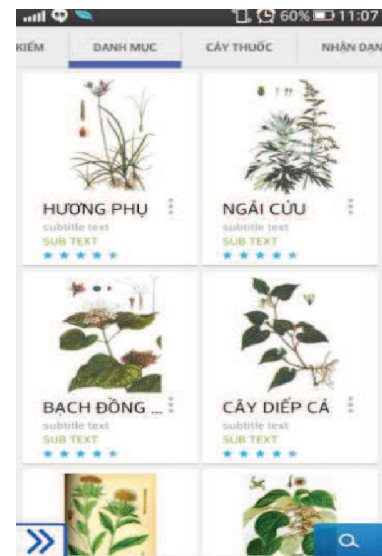 60% 11:07
KIẾM DANH MỤC CÂY THUỐC NHẬN DẠN
HƯƠNG PHỤ
subtitle text
SUB TEXT
NGẢI CỨU
subtitle text
SUB TEXT
BẠCH ĐỒNG ...
subtitle text
SUB TEXT
CÂY DIẾP CÁ
subtitle text
SUB TEXT